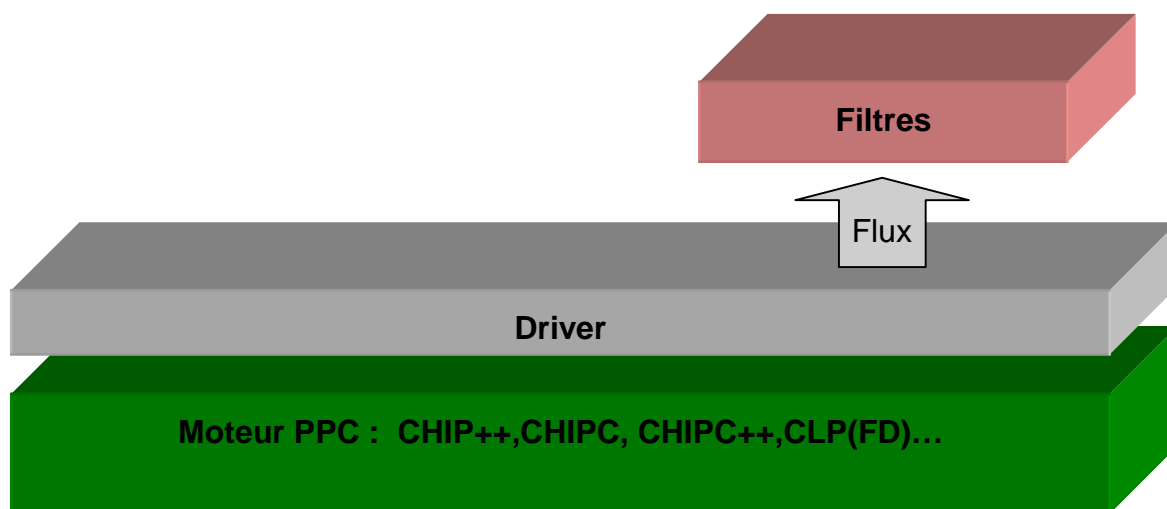 Filtres
Flux
Driver
Moteur PPC :  CHIP++,CHIPC, CHIPC++,CLP(FD)…